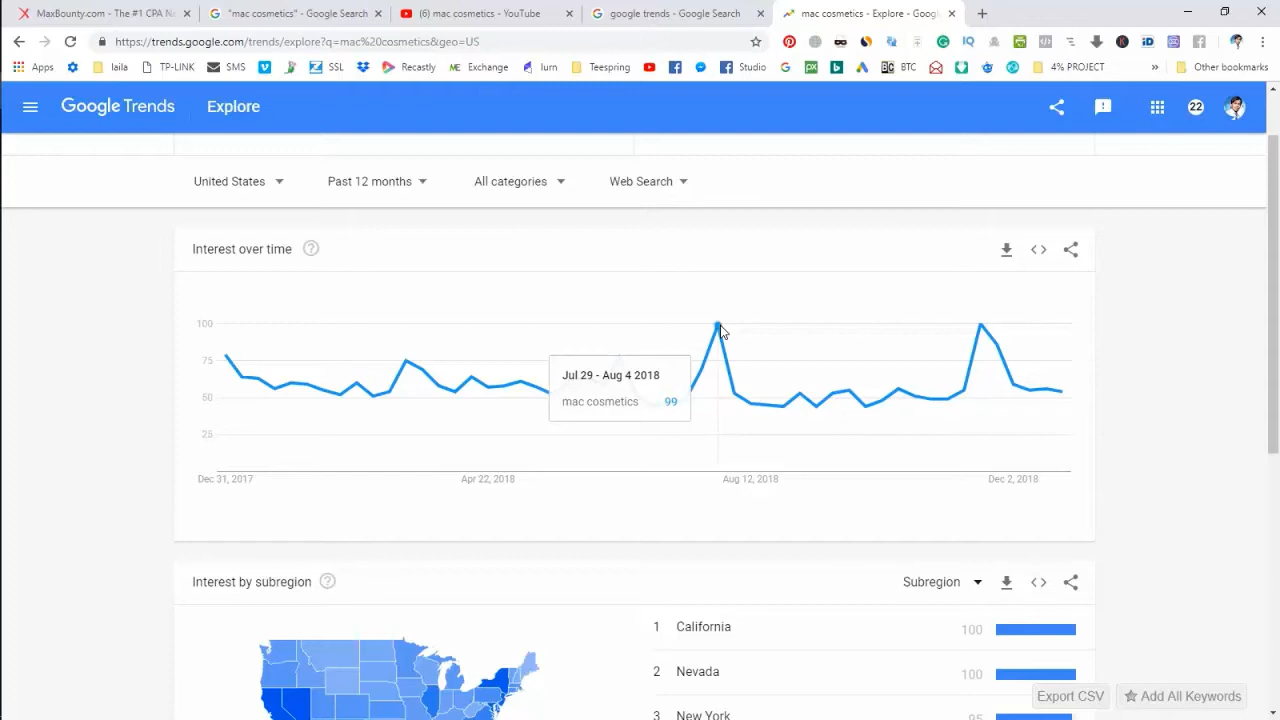 MaxBounty.com - The #1 CPA N
"mac cosmetics" - Google Search
(6) mac cosmetics - YouTube
google trends - Google Search
mac cosmetics - Explore - Googl
https://trends.google.com/trends/explore?q=mac%20cosmetics&geo=US
Apps laila TP-LINK SMS SSL Recastly Exchange lurn Teespring Studio BTC 4% PROJECT » Other bookmarks
Google Trends Explore 22
United States Past 12 months All categories Web Search
Interest over time ?
100
75
50
25
Jul 29 - Aug 4 2018
mac cosmetics 99
Dec 31, 2017 Apr 22, 2018 Aug 12, 2018 Dec 2, 2018
Interest by subregion ? Subregion
1 California 100
2 Nevada 100
3 New York 95
Export CSV Add All Keywords